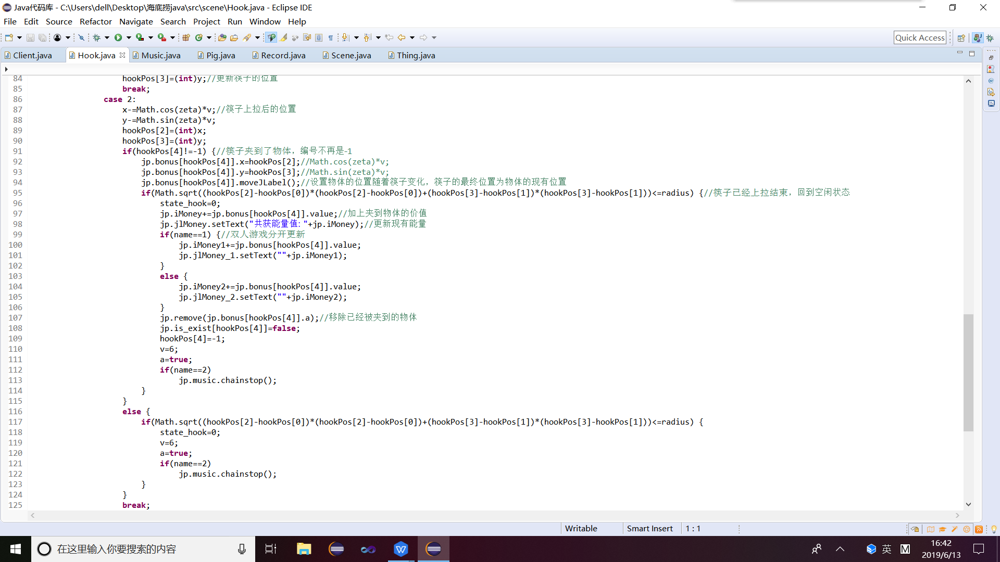 Java代码库 - C:\Users\dell\Desktop\海底捞java\src\scene\Hook.java - Eclipse IDE
File Edit Source Refactor Navigate Search Project Run Window Help
Quick Access
Client.java Hook.java Music.java Pig.java Record.java Scene.java Thing.java
84 hookPos[3]=(int)y;//更新筷子的位置
85 break;
86 case 2:
87 x-=Math.cos(zeta)*v;//筷子上拉后的位置
88 y-=Math.sin(zeta)*v;
89 hookPos[2]=(int)x;
90 hookPos[3]=(int)y;
91 if(hookPos[4]!=-1) {//筷子夹到了物体，编号不再是-1
92 jp.bonus[hookPos[4]].x=hookPos[2];//Math.cos(zeta)*v;
93 jp.bonus[hookPos[4]].y=hookPos[3];//Math.sin(zeta)*v;
94 jp.bonus[hookPos[4]].moveJLabel();//设置物体的位置随着筷子变化，筷子的最终位置为物体的现有位置
95 if(Math.sqrt((hookPos[2]-hookPos[0])*(hookPos[2]-hookPos[0])+(hookPos[3]-hookPos[1])*(hookPos[3]-hookPos[1]))<=radius) {//筷子已经上拉结束，回到空闲状态
96 state_hook=0;
97 jp.iMoney+=jp.bonus[hookPos[4]].value;//加上夹到物体的价值
98 jp.jlMoney.setText("共获能量值："+jp.iMoney);//更新现有能量
99 if(name==1) {//双人游戏分开更新
100 jp.iMoney1+=jp.bonus[hookPos[4]].value;
101 jp.jlMoney_1.setText(""+jp.iMoney1);
102 }
103 else {
104 jp.iMoney2+=jp.bonus[hookPos[4]].value;
105 jp.jlMoney_2.setText(""+jp.iMoney2);
106 }
107 jp.remove(jp.bonus[hookPos[4]].a);//移除已经被夹到的物体
108 jp.is_exist[hookPos[4]]=false;
109 hookPos[4]=-1;
110 v=6;
111 a=true;
112 if(name==2)
113 jp.music.chainstop();
114 }
115 }
116 else {
117 if(Math.sqrt((hookPos[2]-hookPos[0])*(hookPos[2]-hookPos[0])+(hookPos[3]-hookPos[1])*(hookPos[3]-hookPos[1]))<=radius) {
118 state_hook=0;
119 v=6;
120 a=true;
121 if(name==2)
122 jp.music.chainstop();
123 }
124 }
125 break;
Writable Smart Insert 1 : 1
在这里输入你要搜索的内容
英 M 16:42
2019/6/13